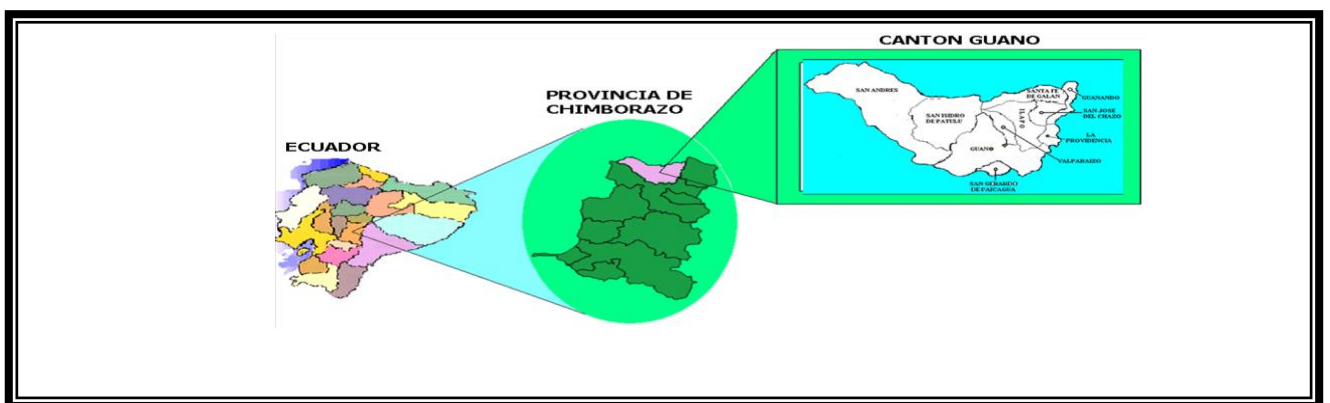 CANTON GUANO
PROVINCIA DE
CHIMBORAZO
ECUADOR
SAN ANDRES
SANTA FE
DE GALAN
GUANANDO
SAN JOSE
DEL CHAZO
ILAPO
SAN ISIDRO
DE PATULU
LA
PROVIDENCIA
GUANO
VALPARAIZO
SAN GERARDO
DE PAICAGUA